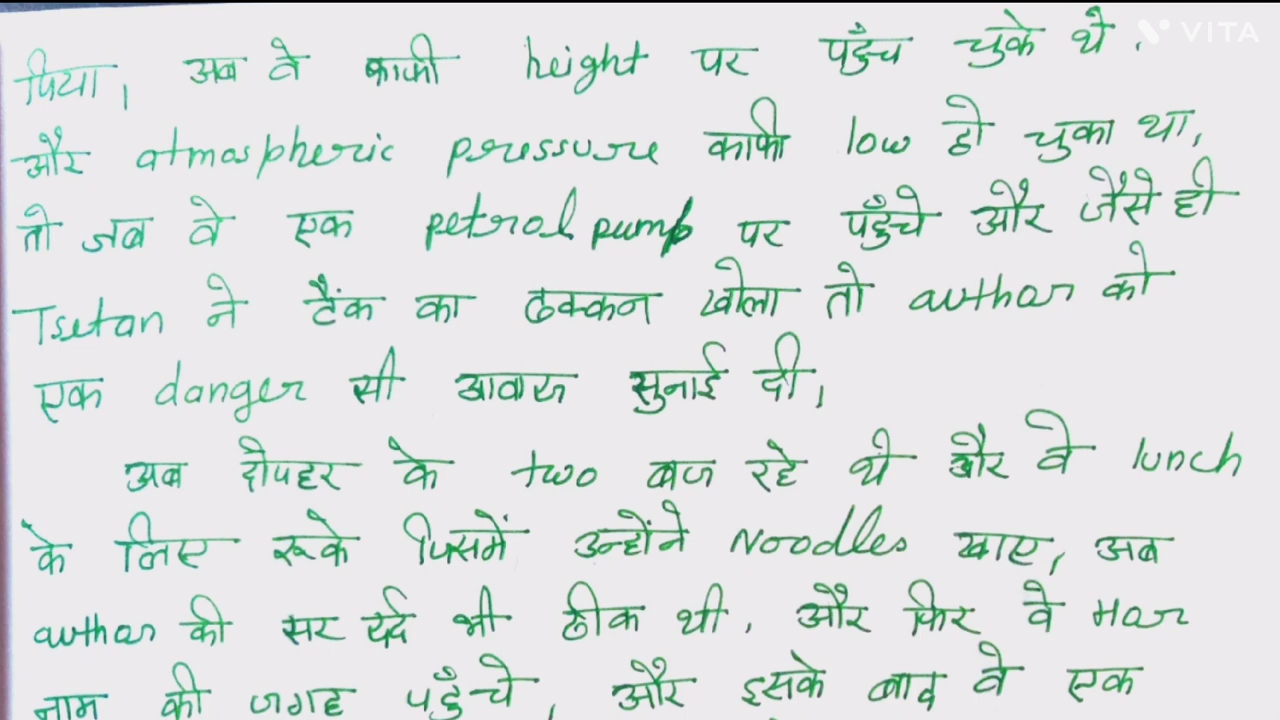 VITA
पिया, अब वे काफी height पर पहुँच चुके थे.
और atmospheric pressure काफी low हो चुका था,
तो जब वे एक petrol pump पर पहुँचे और जैसे ही
Tsetan ने टैंक का ढक्कन खोला तो author को
एक danger सी आवाज सुनाई दी,
अब दोपहर के two बज रहे थे और वे lunch
के लिए रूके जिसमें उन्होंने Noodles खाए, अब
author की सर दर्द भी ठीक थी. और फिर वे Hor
नाम की जगह पहुँचे, और इसके बाद वे एक